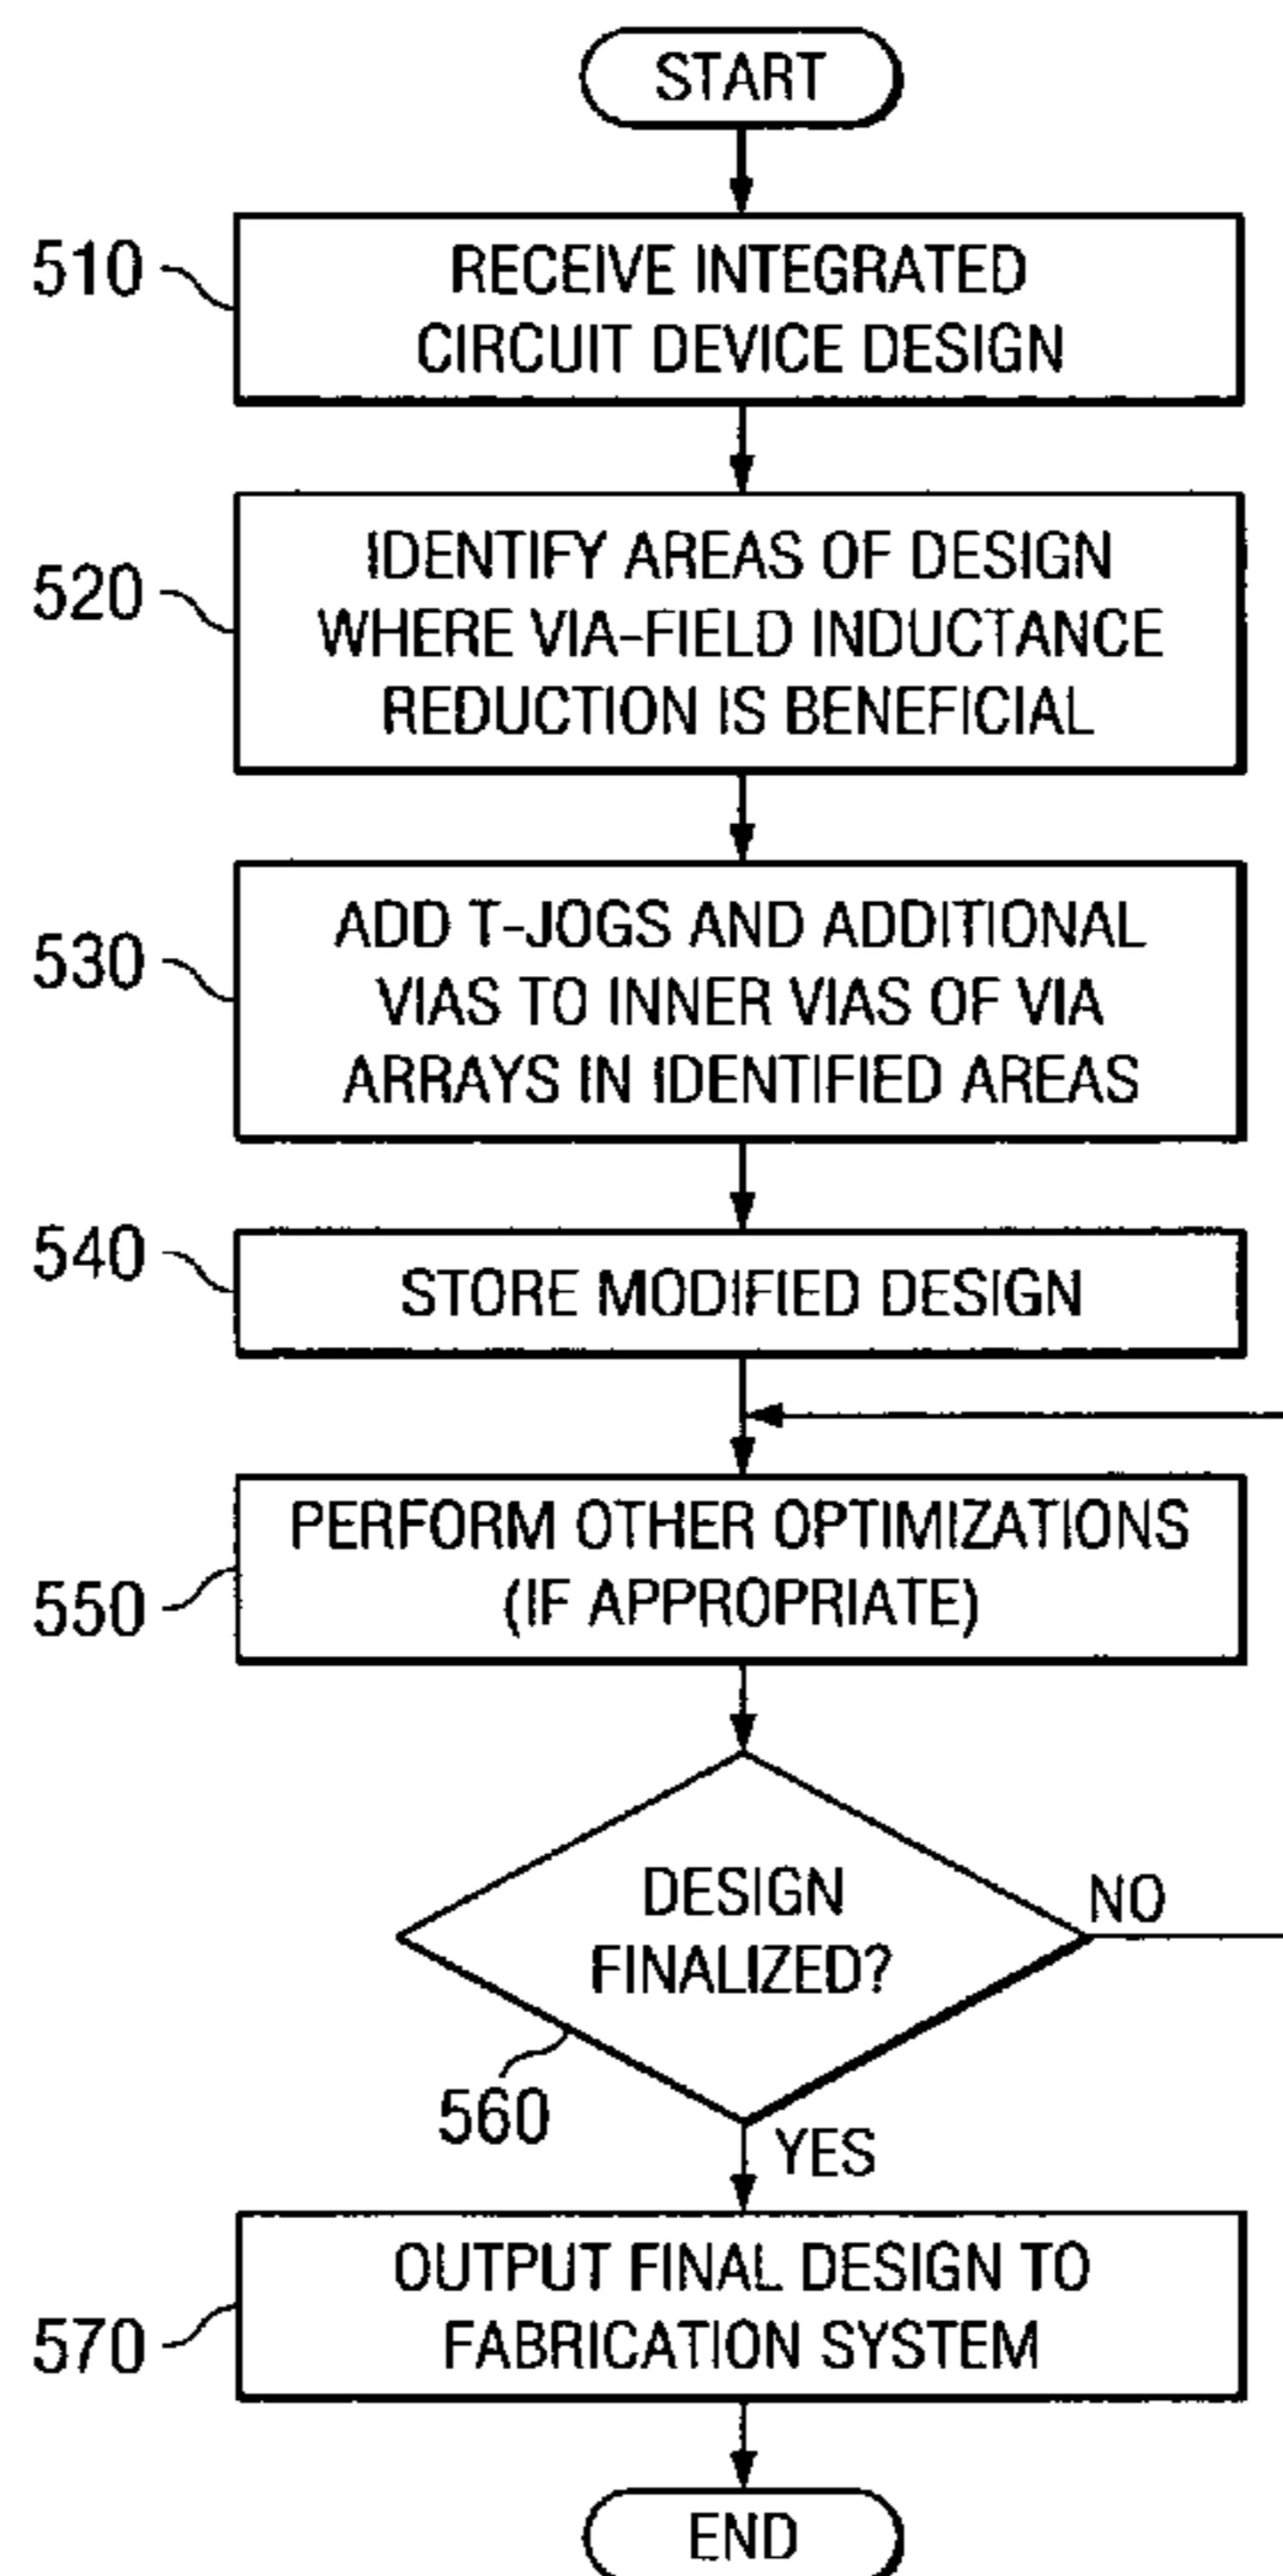 START
510
RECEIVE INTEGRATED
CIRCUIT DEVICE DESIGN
520
IDENTIFY AREAS OF DESIGN
WHERE VIA-FIELD INDUCTANCE
REDUCTION IS BENEFICIAL
530
ADD T-JOGS AND ADDITIONAL
VIAS TO INNER VIAS OF VIA
ARRAYS IN IDENTIFIED AREAS
540
STORE MODIFIED DESIGN
550
PERFORM OTHER OPTIMIZATIONS
(IF APPROPRIATE)
DESIGN
FINALIZED?
NO
560
YES
570
OUTPUT FINAL DESIGN TO
FABRICATION SYSTEM
END